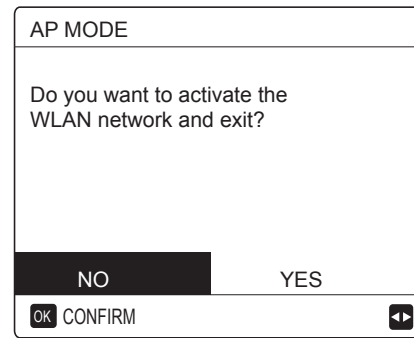 AP MODE
Do you want to activate the
WLAN network and exit?
NO YES
OK CONFIRM